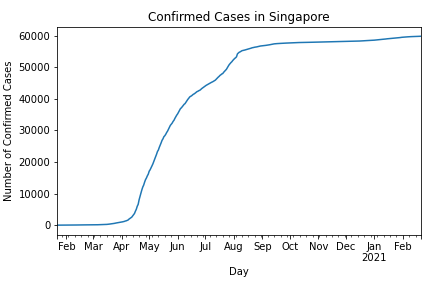 Confirmed Cases in Singapore
60000
50000
40000
30000
20000
10000
0
Number of Confirmed Cases
Feb Mar Apr May Jun Jul Aug Sep Oct Nov Dec Jan Feb
2021
Day